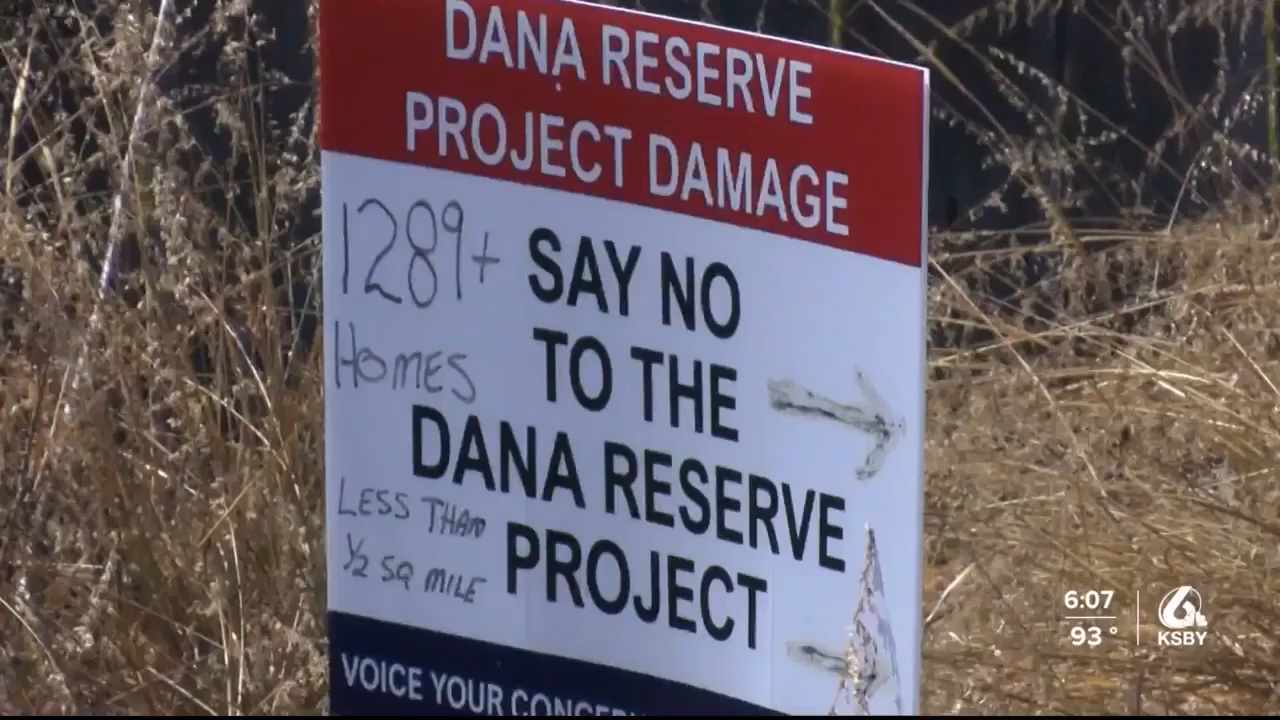 DANA RESERVE
PROJECT DAMAGE
1289+
HOMES
LESS THAN
1/2 SQ MILE
SAY NO
TO THE
DANA RESERVE
PROJECT
VOICE YOUR
6:07
93°
6
KSBY